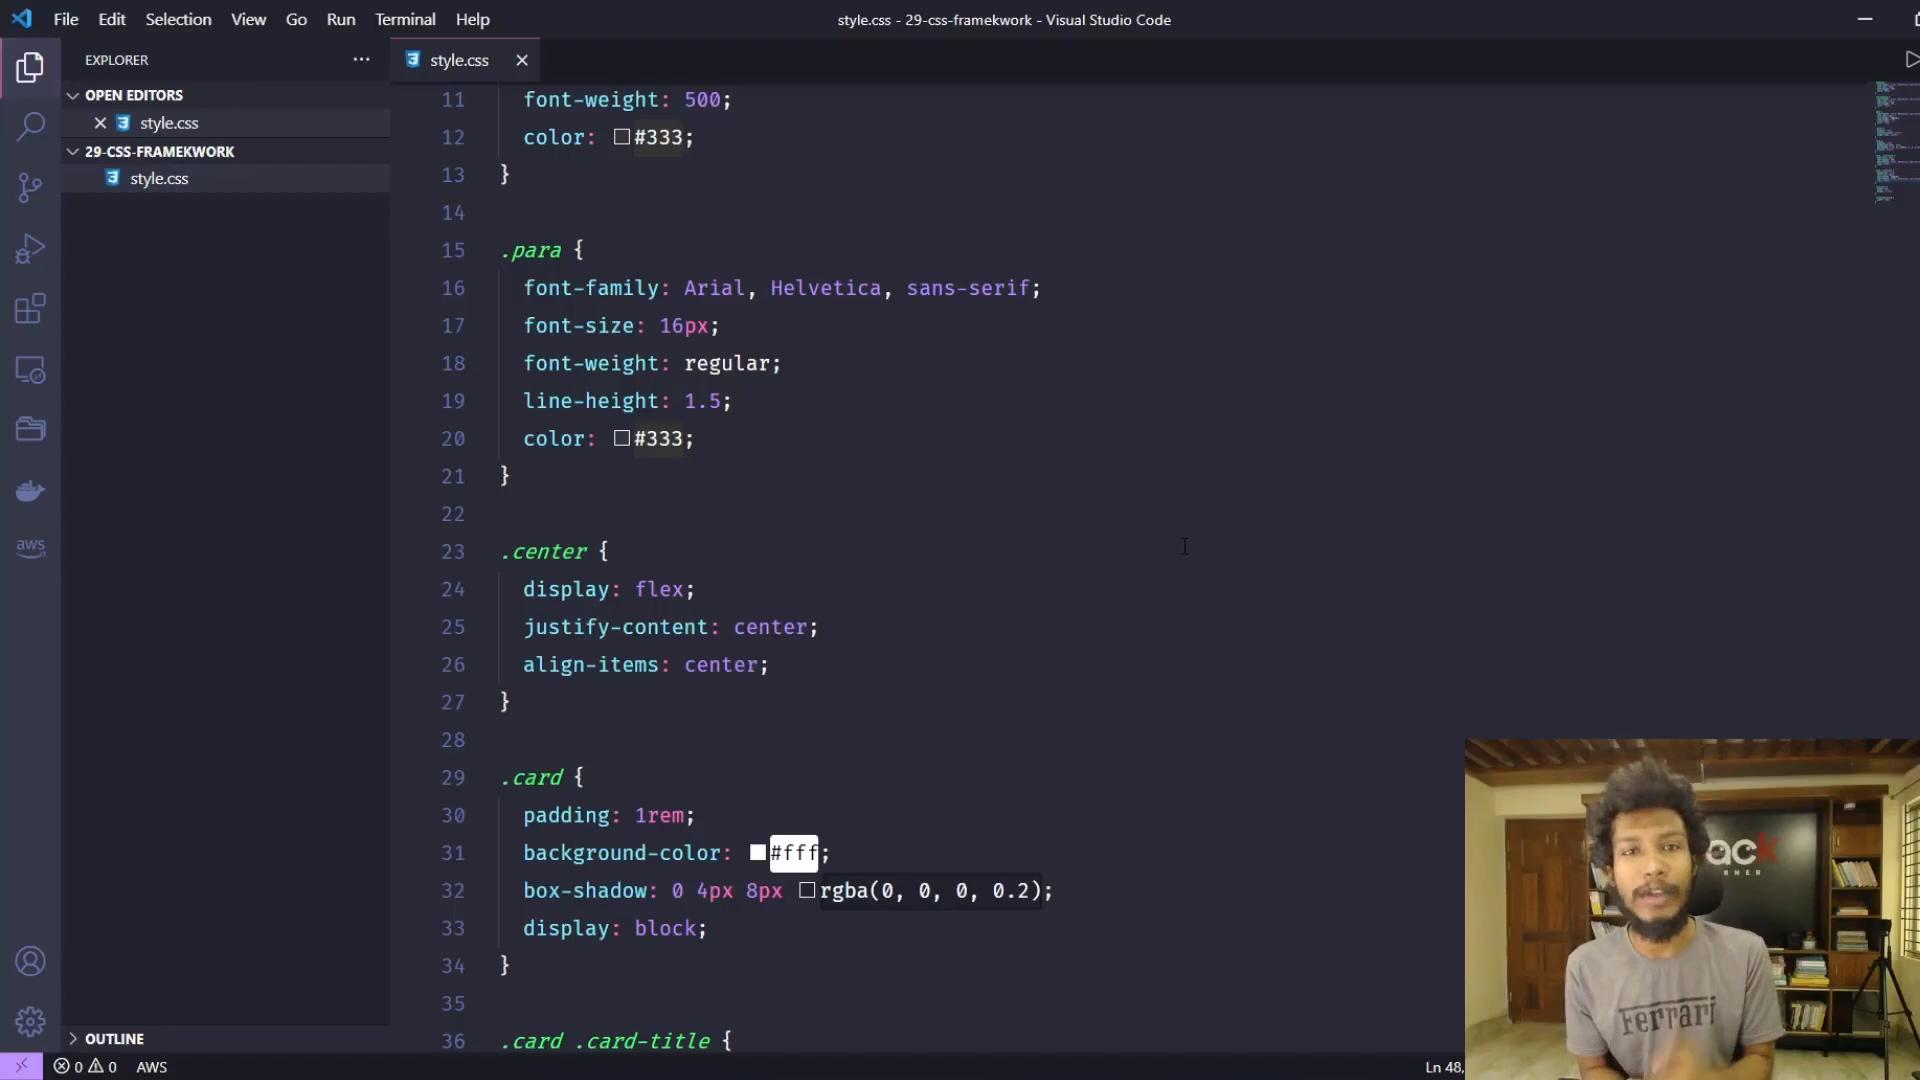 File Edit Selection View Go Run Terminal Help
style.css - 29-css-framekwork - Visual Studio Code
EXPLORER
style.css
OPEN EDITORS
style.css
29-CSS-FRAMEKWORK
style.css
11 font-weight: 500;
12 color: #333;
13 }
14
15 .para {
16 font-family: Arial, Helvetica, sans-serif;
17 font-size: 16px;
18 font-weight: regular;
19 line-height: 1.5;
20 color: #333;
21 }
22
23 .center {
24 display: flex;
25 justify-content: center;
26 align-items: center;
27 }
28
29 .card {
30 padding: 1rem;
31 background-color: #fff;
32 box-shadow: 0 4px 8px rgba(0, 0, 0, 0.2);
33 display: block;
34 }
35
36 .card .card-title {
aws
OUTLINE
0 0 AWS
Ln 48,
ack
RNER
Ferrari